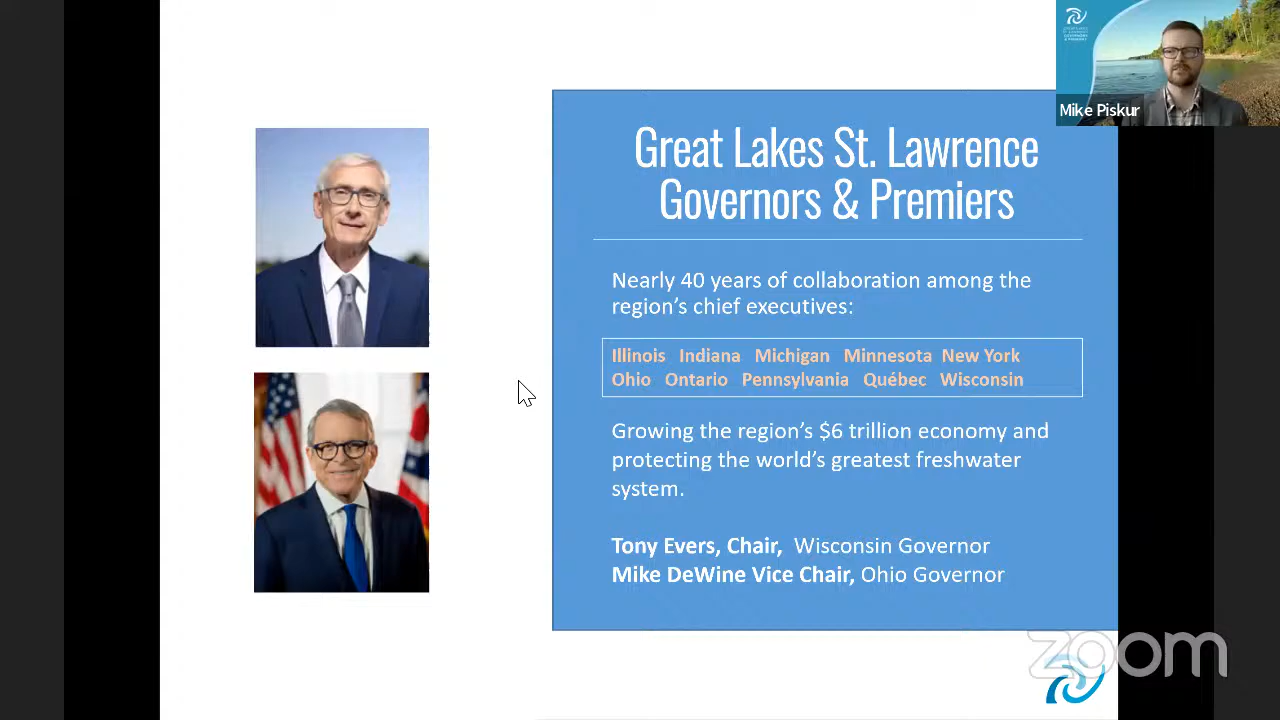 Mike Piskur
Great Lakes St. Lawrence
Governors & Premiers
Nearly 40 years of collaboration among the
region's chief executives:
Illinois Indiana Michigan Minnesota New York
Ohio Ontario Pennsylvania Québec Wisconsin
Growing the region's $6 trillion economy and
protecting the world's greatest freshwater
system.
Tony Evers, Chair, Wisconsin Governor
Mike DeWine Vice Chair, Ohio Governor
zoom